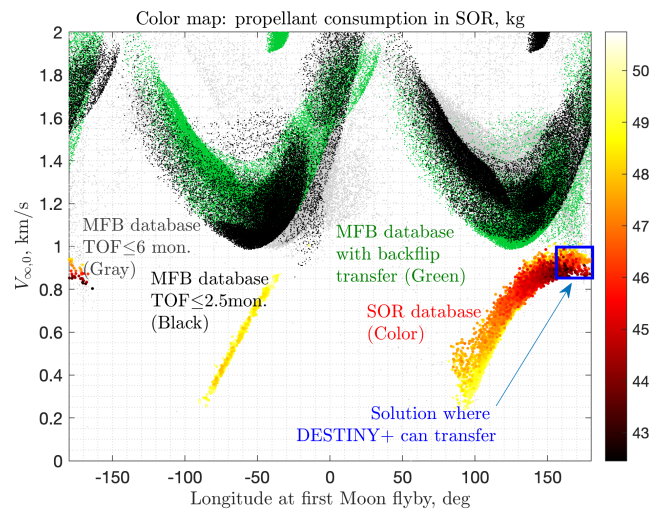 Color map: propellant consumption in SOR, kg
2
1.8
1.6
1.4
1.2
1
0.8
0.6
0.4
0.2
0
V∞,0, km/s
MFB database
TOF≤6 mon.
(Gray)
MFB database
TOF≤2.5mon.
(Black)
MFB database
with backflip
transfer (Green)
SOR database
(Color)
Solution where
DESTINY+ can transfer
-150 -100 -50 0 50 100 150
Longitude at first Moon flyby, deg
50
49
48
47
46
45
44
43